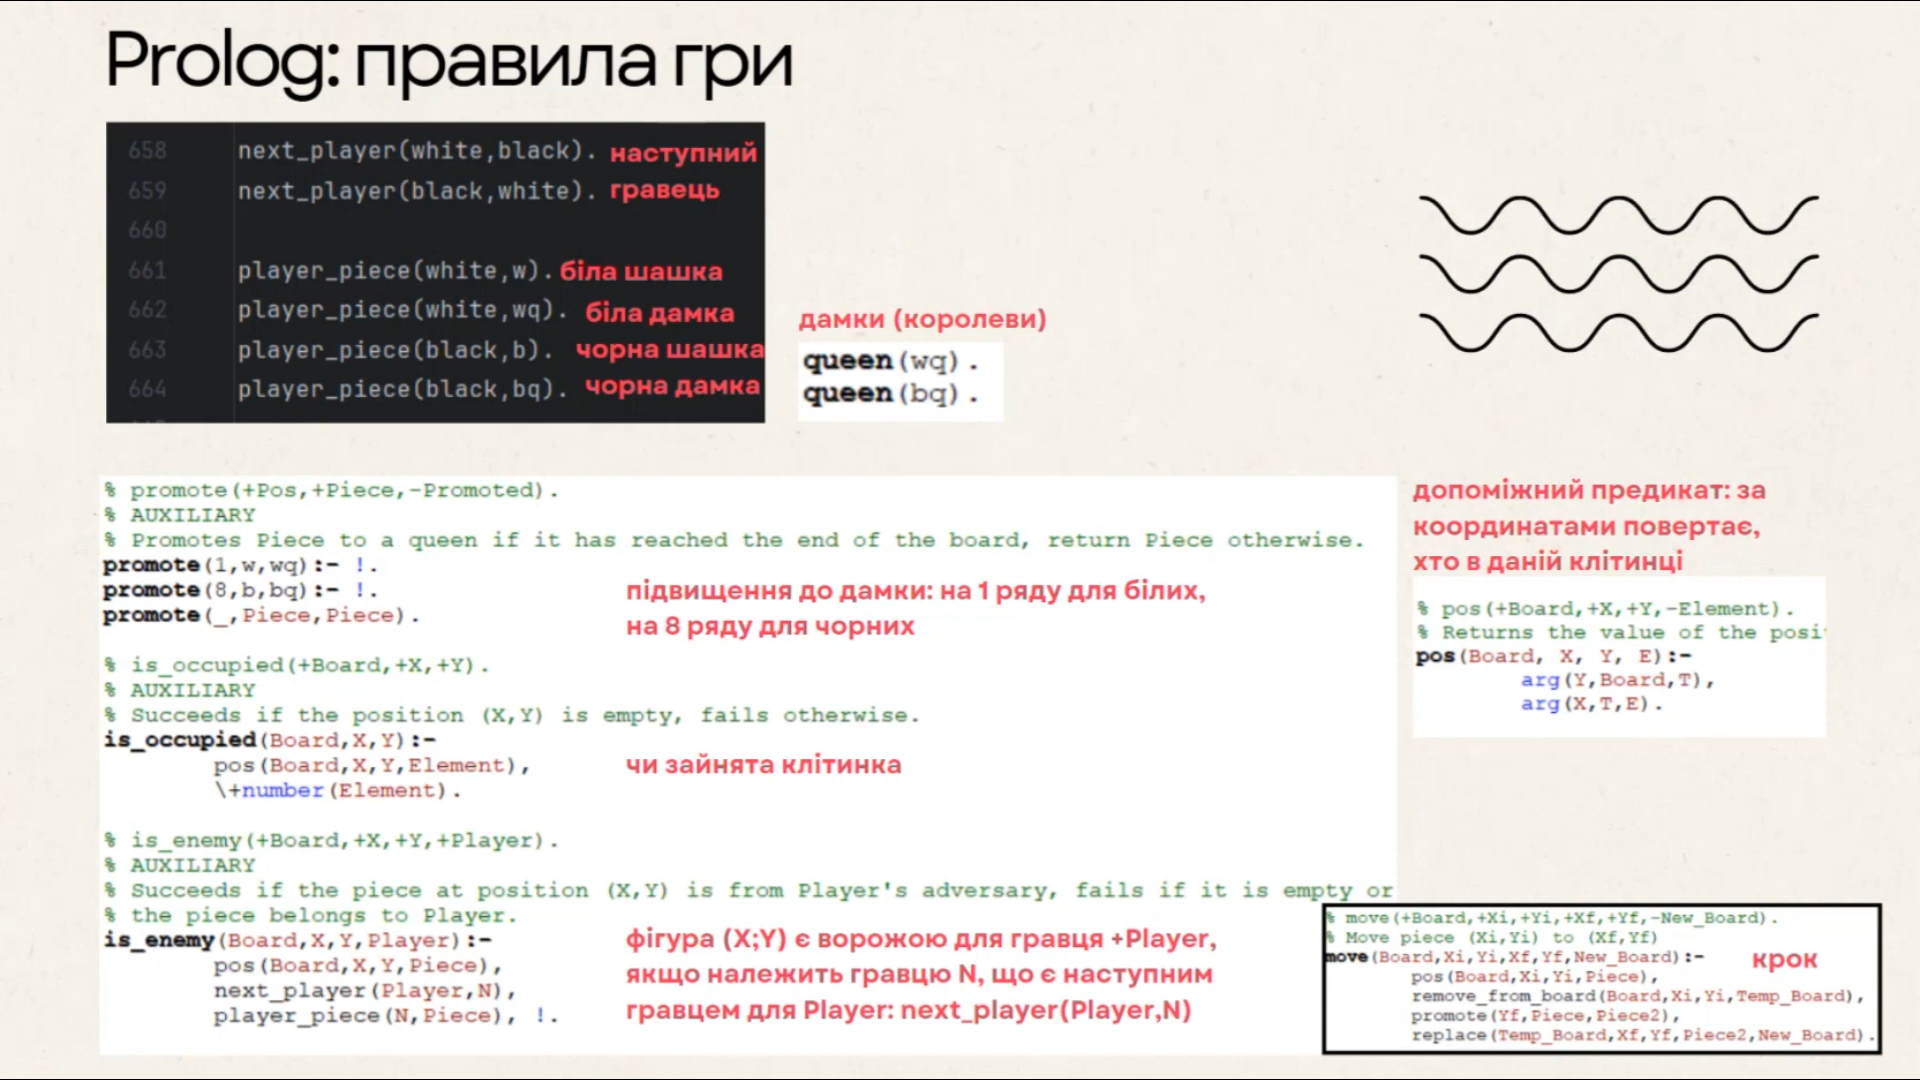 Prolog: правила гри
658 next_player(white,black). наступний
659 next_player(black,white). гравець
660
661 player_piece(white,w). біла шашка
662 player_piece(white,wq). біла дамка
663 player_piece(black,b). чорна шашка
664 player_piece(black,bq). чорна дамка
дамки (королеви)
queen(wq).
queen(bq).
% promote(+Pos,+Piece,-Promoted).
% AUXILIARY
% Promotes Piece to a queen if it has reached the end of the board, return Piece otherwise.
promote(1,w,wq):- !.
promote(8,b,bq):- !.
promote(_,Piece,Piece).
підвищення до дамки: на 1 ряду для білих,
на 8 ряду для чорних
% is_occupied(+Board,+X,+Y).
% AUXILIARY
% Succeeds if the position (X,Y) is empty, fails otherwise.
is_occupied(Board,X,Y):-
pos(Board,X,Y,Element),
\+number(Element).
чи зайнята клітинка
% is_enemy(+Board,+X,+Y,+Player).
% AUXILIARY
% Succeeds if the piece at position (X,Y) is from Player's adversary, fails if it is empty or
% the piece belongs to Player.
is_enemy(Board,X,Y,Player):-
pos(Board,X,Y,Piece),
next_player(Player,N),
player_piece(N,Piece), !.
фігура (X;Y) є ворожою для гравця +Player,
якщо належить гравцю N, що є наступним
гравцем для Player: next_player(Player,N)
допоміжний предикат: за
координатами повертає,
хто в даній клітинці
% pos(+Board,+X,+Y,-Element).
% Returns the value of the posi
pos(Board, X, Y, E):-
arg(Y,Board,T),
arg(X,T,E).
% move(+Board,+Xi,+Yi,+Xf,+Yf,-New_Board).
% Move piece (Xi,Yi) to (Xf,Yf)
move(Board,Xi,Yi,Xf,Yf,New_Board):- крок
pos(Board,Xi,Yi,Piece),
remove_from_board(Board,Xi,Yi,Temp_Board),
promote(Yf,Piece,Piece2),
replace(Temp_Board,Xf,Yf,Piece2,New_Board).